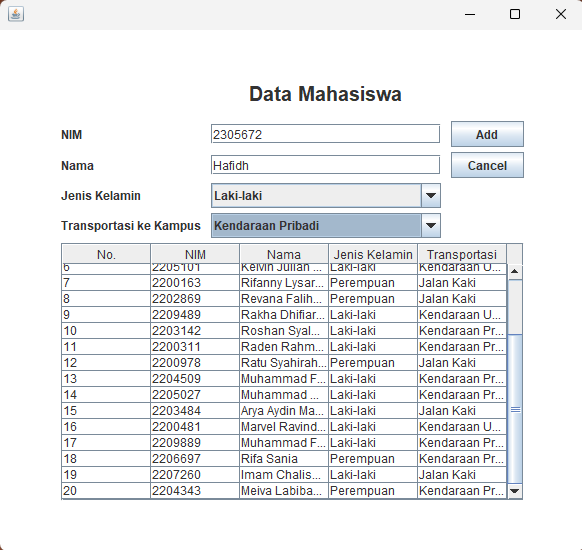 Data Mahasiswa
NIM 2305672 Add
Nama Hafidh Cancel
Jenis Kelamin Laki-laki
Transportasi ke Kampus Kendaraan Pribadi
No. NIM Nama Jenis Kelamin Transportasi
6 2205101 Kelvin Julian ... Laki-laki Kendaraan U...
7 2200163 Rifanny Lysar... Perempuan Jalan Kaki
8 2202869 Revana Falih... Perempuan Jalan Kaki
9 2209489 Rakha Dhifiar... Laki-laki Kendaraan U...
10 2203142 Roshan Syal... Laki-laki Kendaraan Pr...
11 2200311 Raden Rahm... Laki-laki Kendaraan Pr...
12 2200978 Ratu Syahirah... Perempuan Jalan Kaki
13 2204509 Muhammad F... Laki-laki Kendaraan Pr...
14 2205027 Muhammad ... Laki-laki Kendaraan Pr...
15 2203484 Arya Aydin Ma... Laki-laki Jalan Kaki
16 2200481 Marvel Ravind... Laki-laki Kendaraan U...
17 2209889 Muhammad F... Laki-laki Kendaraan Pr...
18 2206697 Rifa Sania Perempuan Kendaraan Pr...
19 2207260 Imam Chalis... Laki-laki Jalan Kaki
20 2204343 Meiva Labiba... Perempuan Kendaraan Pr...